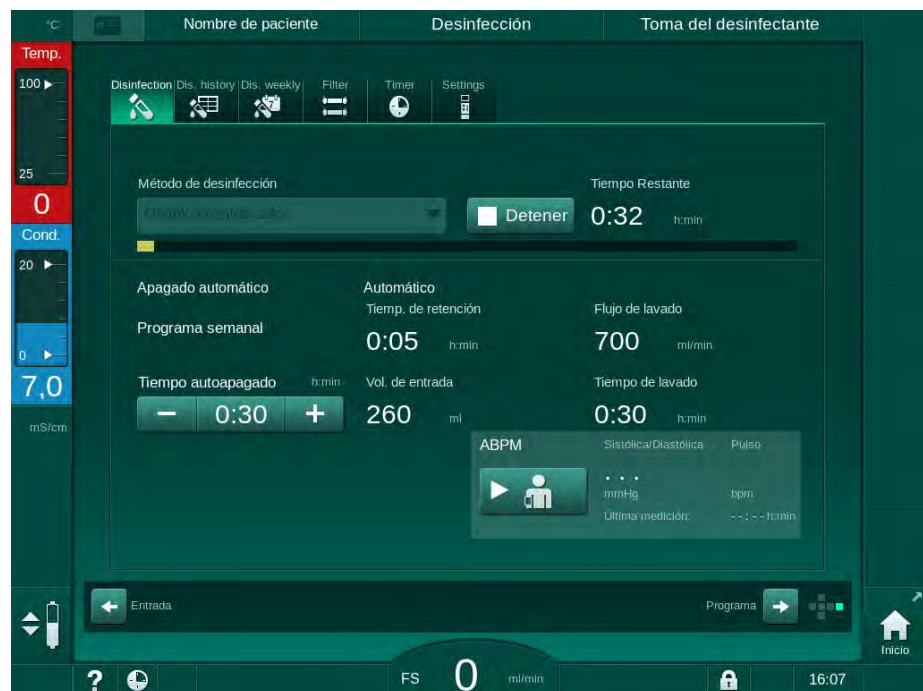 °C
Nombre de paciente
Desinfección
Toma del desinfectante
Temp.
100
25
0
Cond.
20
0
7,0
mS/cm
Disinfection
Dis. history
Dis. weekly
Filter
Timer
Settings
7
Método de desinfección
Tiempo Restante
Detener
0:32 h:min
Apagado automático
Automático
Tiemp. de retención
Flujo de lavado
Programa semanal
0:05 h:min
700 ml/min
Tiempo autoapagado h:min
Vol. de entrada
Tiempo de lavado
− 0:30 +
260 ml
0:30 h:min
ABPM
Sistólica/Diastólica
Pulso
. . .
mmHg
bpm
Última medición:
--:-- h:min
Entrada
Programa
Inicio
?
FS 0 ml/min
16:07